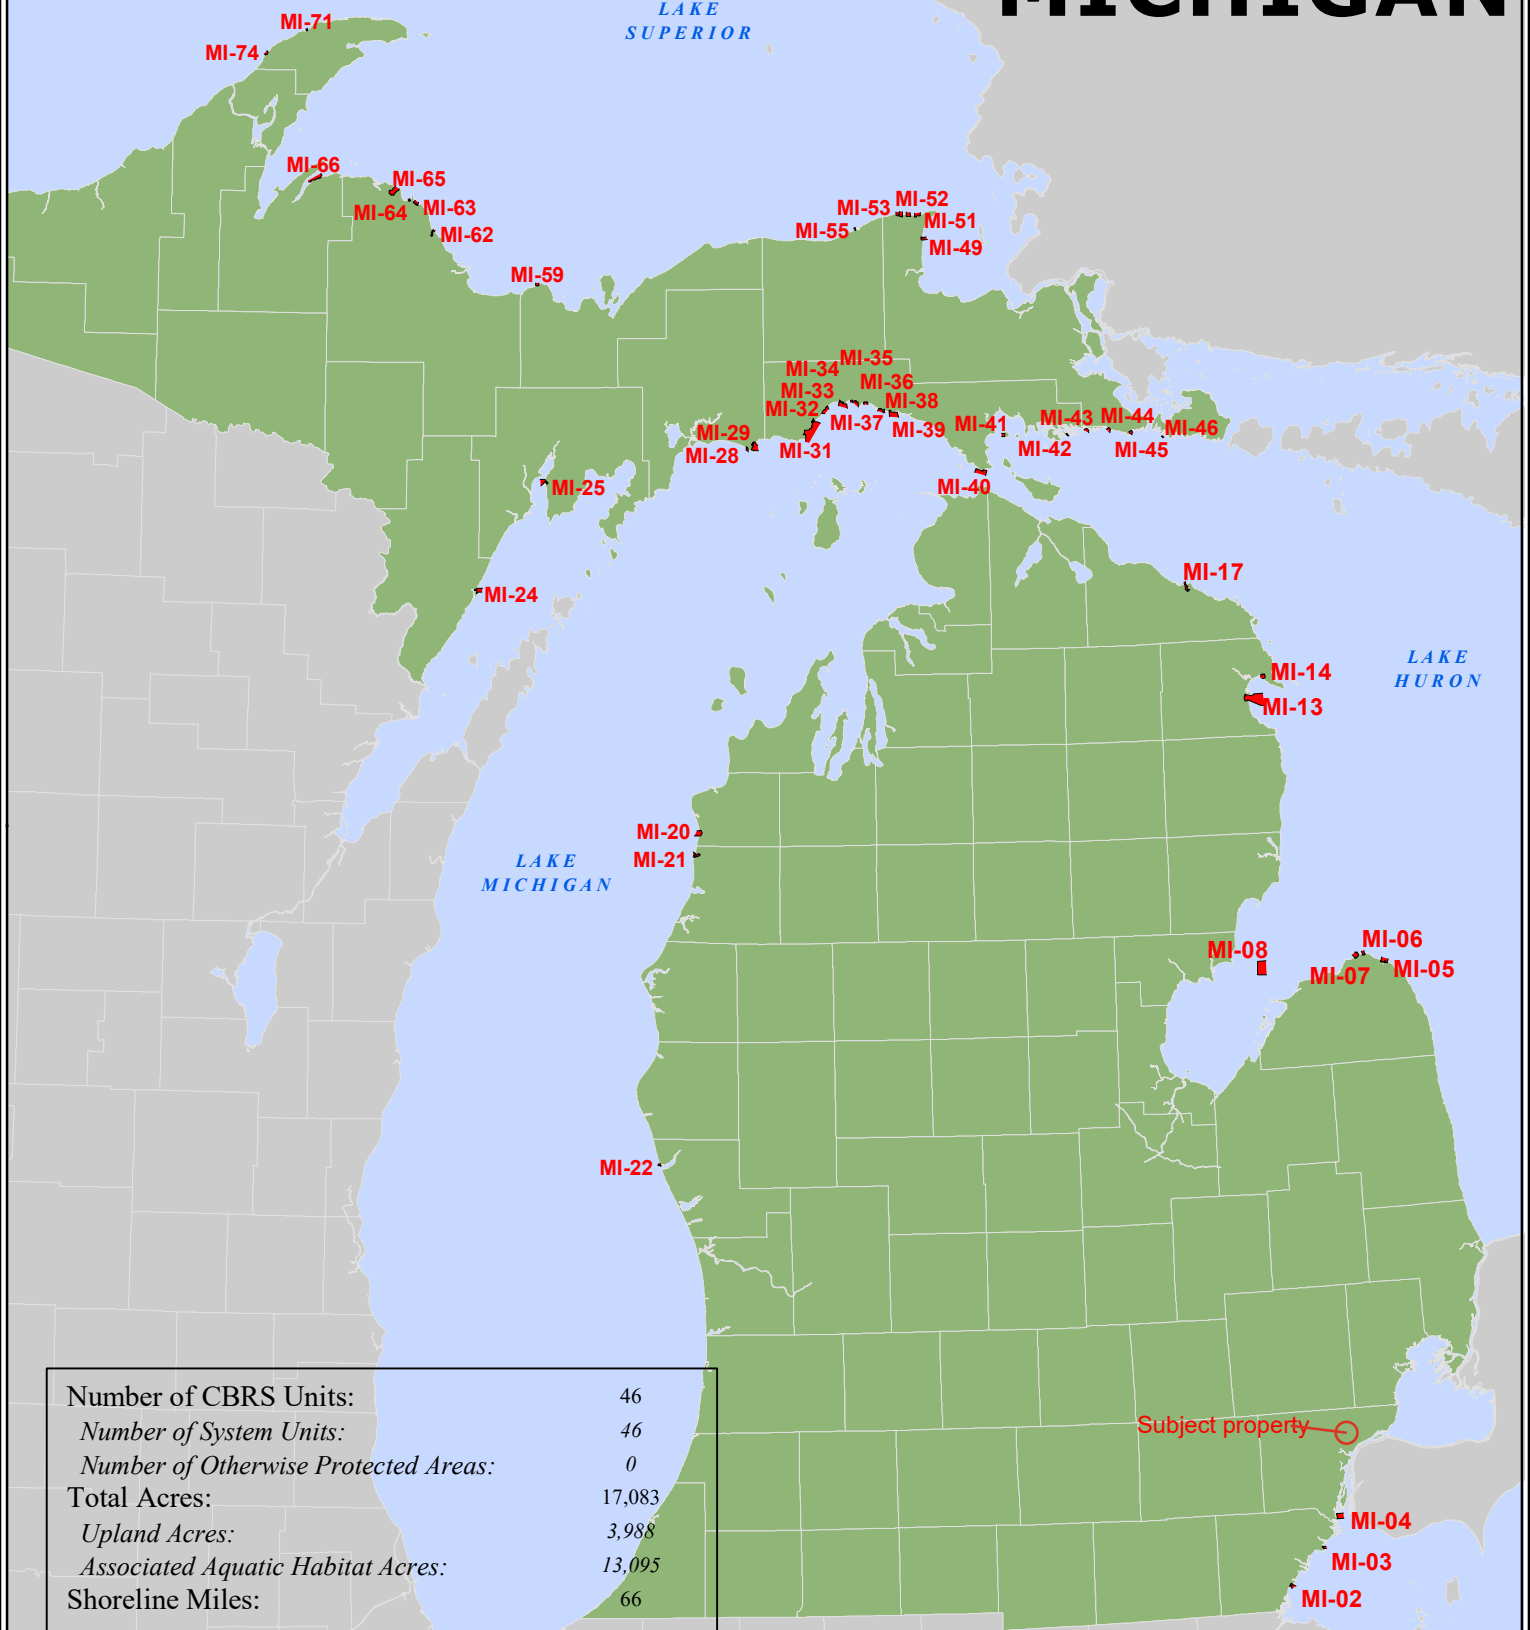 MICHIGAN
LAKE
SUPERIOR
MI-71
MI-74
MI-66
MI-65
MI-64
MI-63
MI-62
MI-59
MI-53
MI-52
MI-51
MI-55
MI-49
MI-35
MI-34
MI-36
MI-33
MI-38
MI-32
MI-37
MI-39
MI-31
MI-29
MI-28
MI-41
MI-43
MI-44
MI-46
MI-42
MI-45
MI-40
MI-25
MI-24
MI-17
LAKE
HURON
MI-14
MI-13
MI-20
MI-21
LAKE
MICHIGAN
MI-08
MI-06
MI-07
MI-05
MI-22
Subject property
MI-04
MI-03
MI-02
Number of CBRS Units: 46
Number of System Units: 46
Number of Otherwise Protected Areas: 0
Total Acres: 17,083
Upland Acres: 3,988
Associated Aquatic Habitat Acres: 13,095
Shoreline Miles: 66